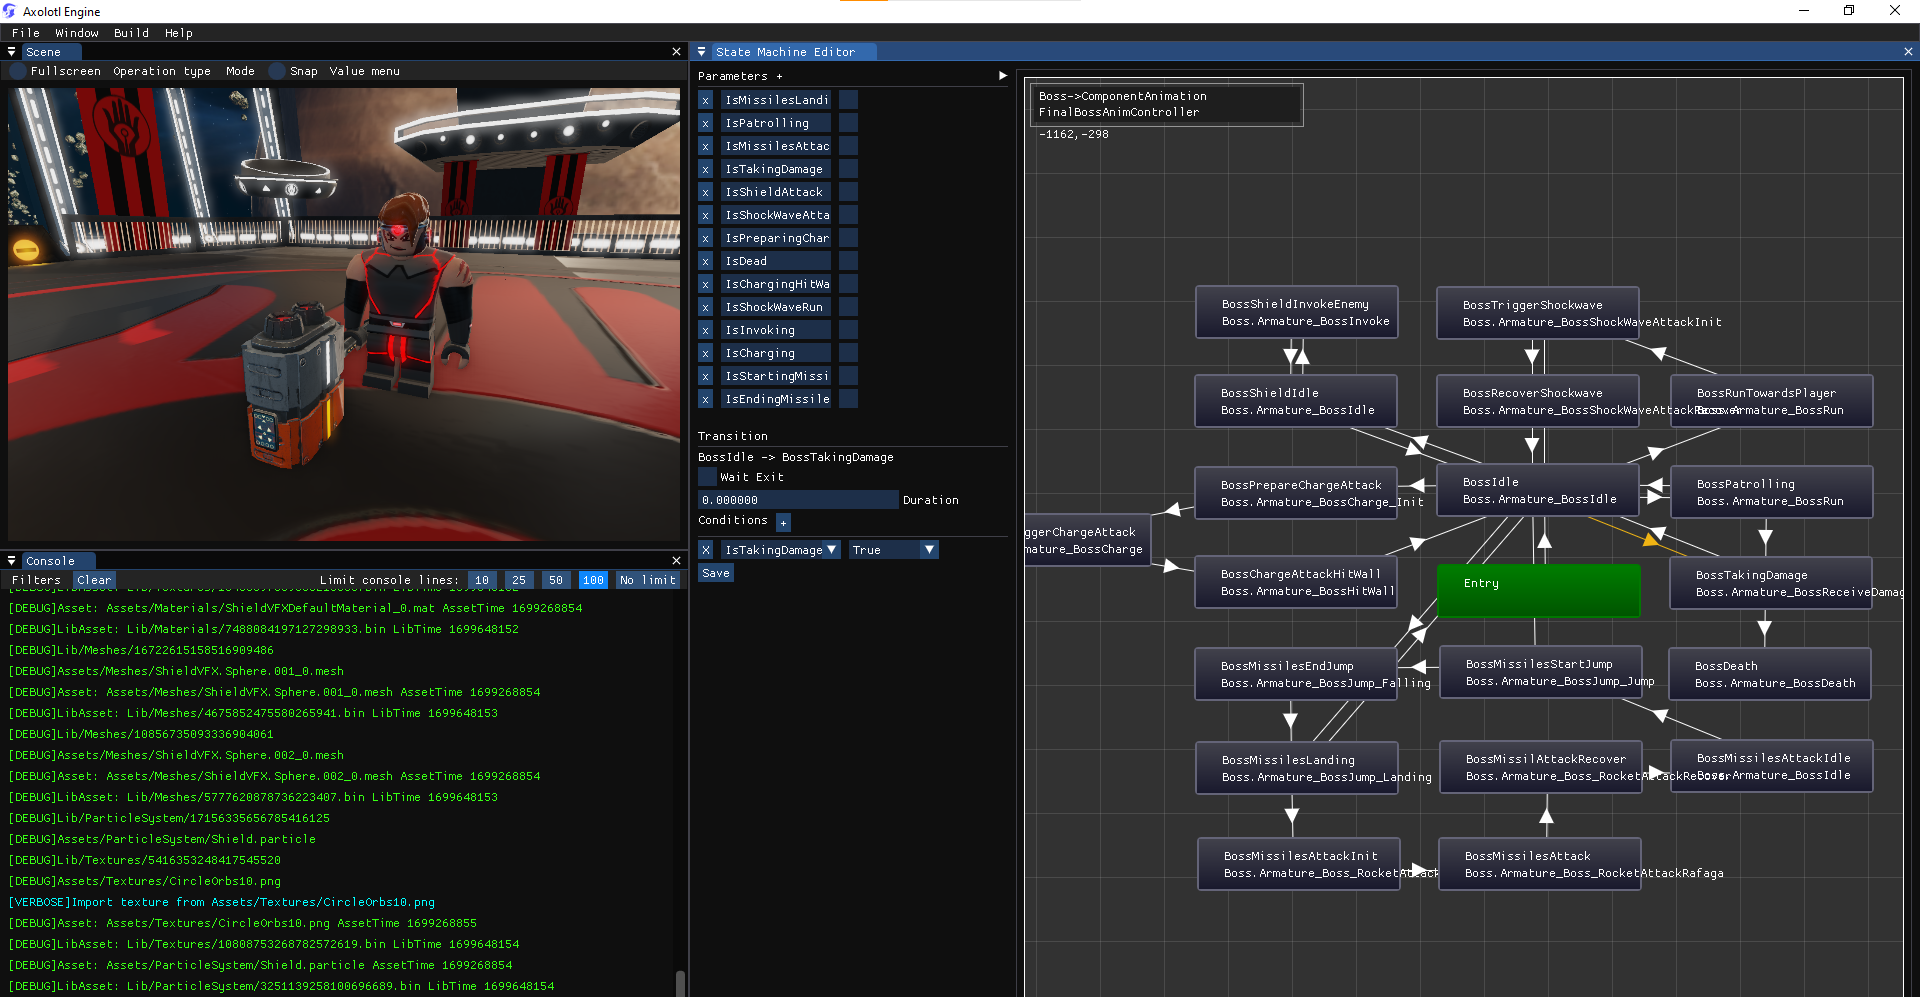 Axolotl Engine
File Window Build Help
Scene
Fullscreen Operation type Mode Snap Value menu
Console
Filters Clear Limit console lines: 10 25 50 100 No limit
[DEBUG]Asset: Assets/Materials/ShieldVFXDefaultMaterial_0.mat AssetTime 1699268854
[DEBUG]LibAsset: Lib/Materials/7488084197127298933.bin LibTime 1699648152
[DEBUG]Lib/Meshes/16722615158516909486
[DEBUG]Assets/Meshes/ShieldVFX.Sphere.001_0.mesh
[DEBUG]Asset: Assets/Meshes/ShieldVFX.Sphere.001_0.mesh AssetTime 1699268854
[DEBUG]LibAsset: Lib/Meshes/4675852475580265941.bin LibTime 1699648153
[DEBUG]Lib/Meshes/10856735093336904061
[DEBUG]Assets/Meshes/ShieldVFX.Sphere.002_0.mesh
[DEBUG]Asset: Assets/Meshes/ShieldVFX.Sphere.002_0.mesh AssetTime 1699268854
[DEBUG]LibAsset: Lib/Meshes/5777620878736223407.bin LibTime 1699648153
[DEBUG]Lib/ParticleSystem/17156335656785416125
[DEBUG]Assets/ParticleSystem/Shield.particle
[DEBUG]Lib/Textures/5416353248417545520
[DEBUG]Assets/Textures/CircleOrbs10.png
[VERBOSE]Import texture from Assets/Textures/CircleOrbs10.png
[DEBUG]Asset: Assets/Textures/CircleOrbs10.png AssetTime 1699268855
[DEBUG]LibAsset: Lib/Textures/10808753268782572619.bin LibTime 1699648154
[DEBUG]Asset: Assets/ParticleSystem/Shield.particle AssetTime 1699268854
[DEBUG]LibAsset: Lib/ParticleSystem/3251139258100696689.bin LibTime 1699648154
State Machine Editor
Parameters +
x IsMissilesLandi
x IsPatrolling
x IsMissilesAttac
x IsTakingDamage
x IsShieldAttack
x IsShockWaveAtta
x IsPreparingChar
x IsDead
x IsChargingHitWa
x IsShockWaveRun
x IsInvoking
x IsCharging
x IsStartingMissi
x IsEndingMissile
Transition
BossIdle -> BossTakingDamage
Wait Exit
0.000000 Duration
Conditions +
X IsTakingDamage True
Save
Boss->ComponentAnimation
FinalBossAnimController
-1162,-298
BossShieldInvokeEnemy
Boss.Armature_BossInvoke
BossTriggerShockwave
Boss.Armature_BossShockWaveAttackInit
BossShieldIdle
Boss.Armature_BossIdle
BossRecoverShockwave
Boss.Armature_BossShockWaveAttackRecover
BossRunTowardsPlayer
Boss.Armature_BossRun
BossPrepareChargeAttack
Boss.Armature_BossCharge_Init
BossIdle
Boss.Armature_BossIdle
BossPatrolling
Boss.Armature_BossRun
ggerChargeAttack
mature_BossCharge
BossChargeAttackHitWall
Boss.Armature_BossHitWall
Entry
BossTakingDamage
Boss.Armature_BossReceiveDamag
BossMissilesEndJump
Boss.Armature_BossJump_Falling
BossMissilesStartJump
Boss.Armature_BossJump_Jump
BossDeath
Boss.Armature_BossDeath
BossMissilesLanding
Boss.Armature_BossJump_Landing
BossMissilAttackRecover
Boss.Armature_Boss_RocketAttackRecover
BossMissilesAttackIdle
Boss.Armature_BossIdle
BossMissilesAttackInit
Boss.Armature_Boss_RocketAttack
BossMissilesAttack
Boss.Armature_Boss_RocketAttackRafaga